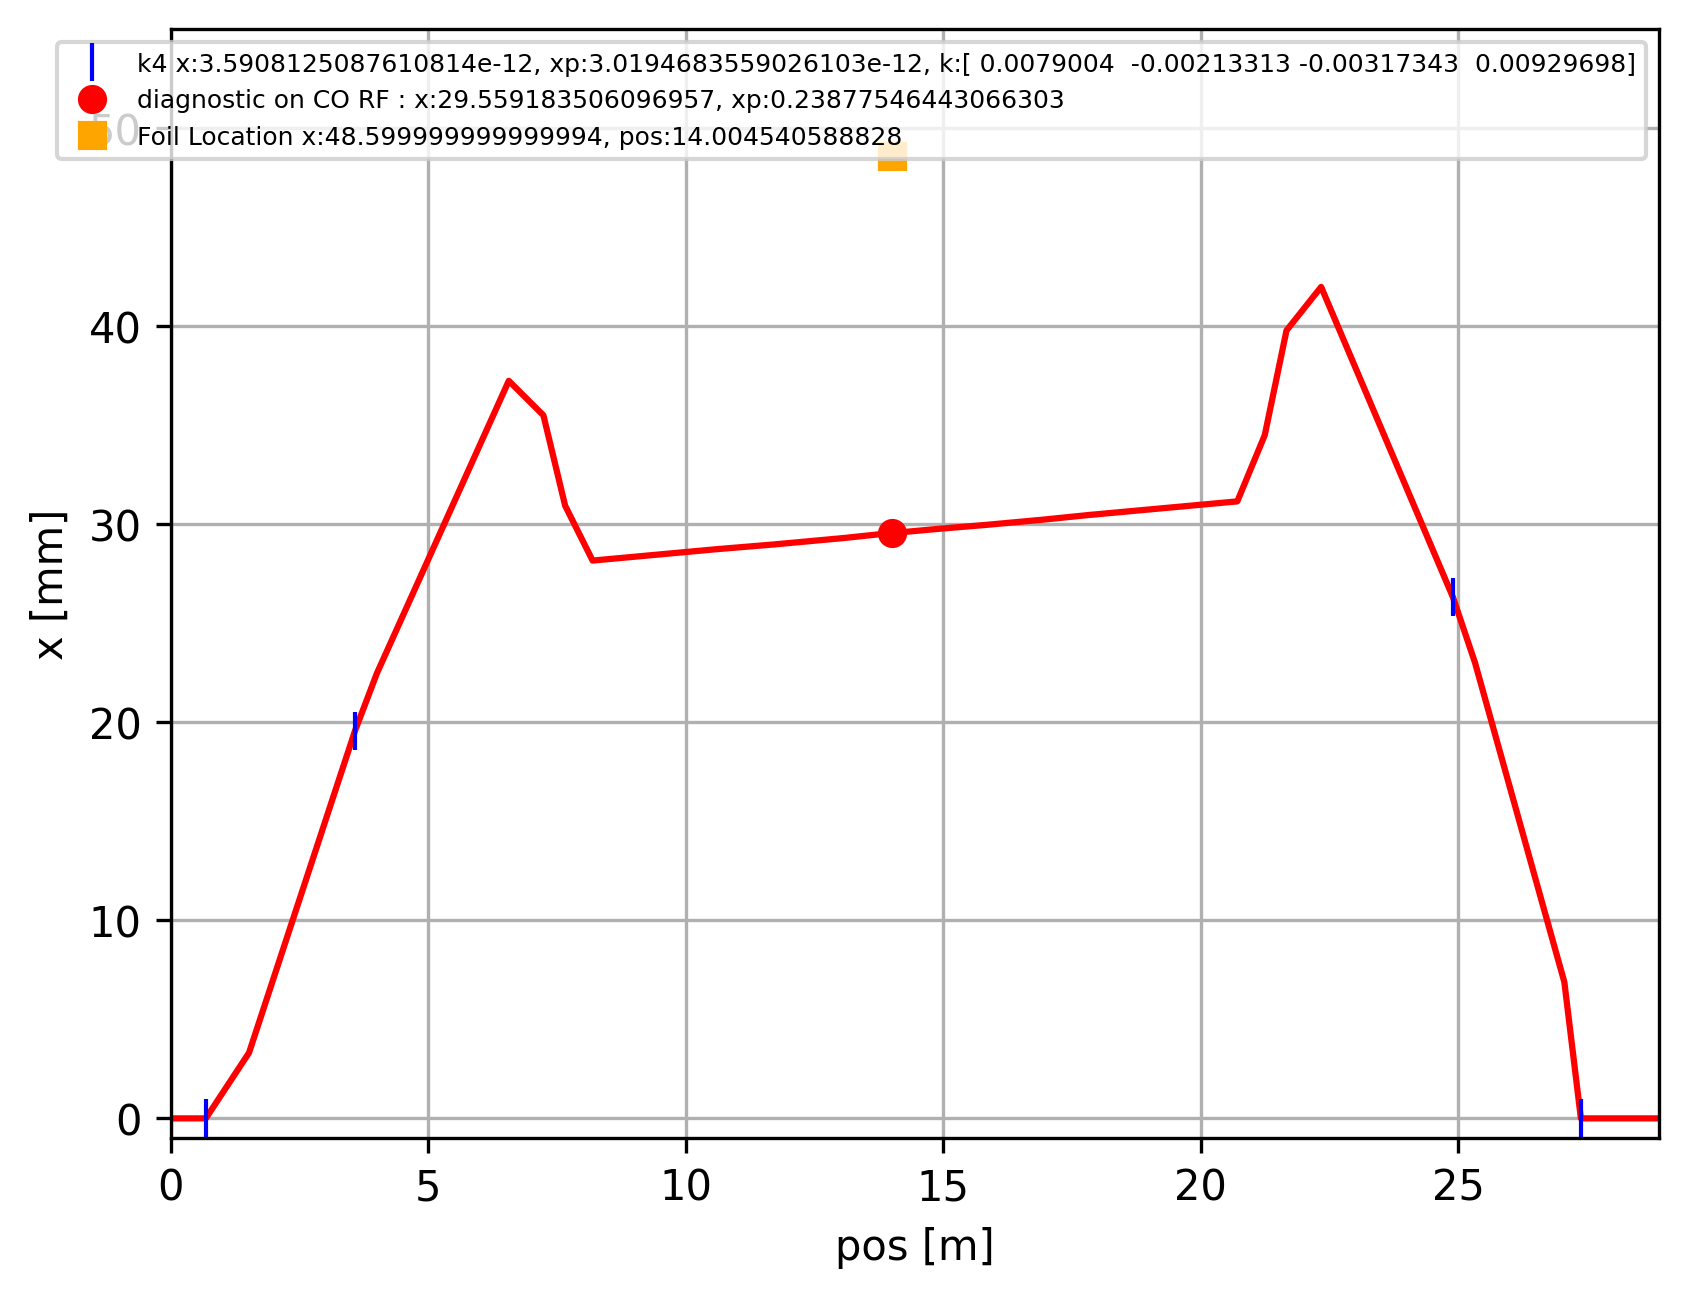 k4 x:3.5908125087610814e-12, xp:3.0194683559026103e-12, k:[ 0.0079004 -0.00213313 -0.00317343 0.00929698]
diagnostic on CO RF : x:29.559183506096957, xp:0.23877546443066303
Foil Location x:48.599999999999994, pos:14.004540588828
50
40
30
20
10
0
x [mm]
0 5 10 15 20 25
pos [m]